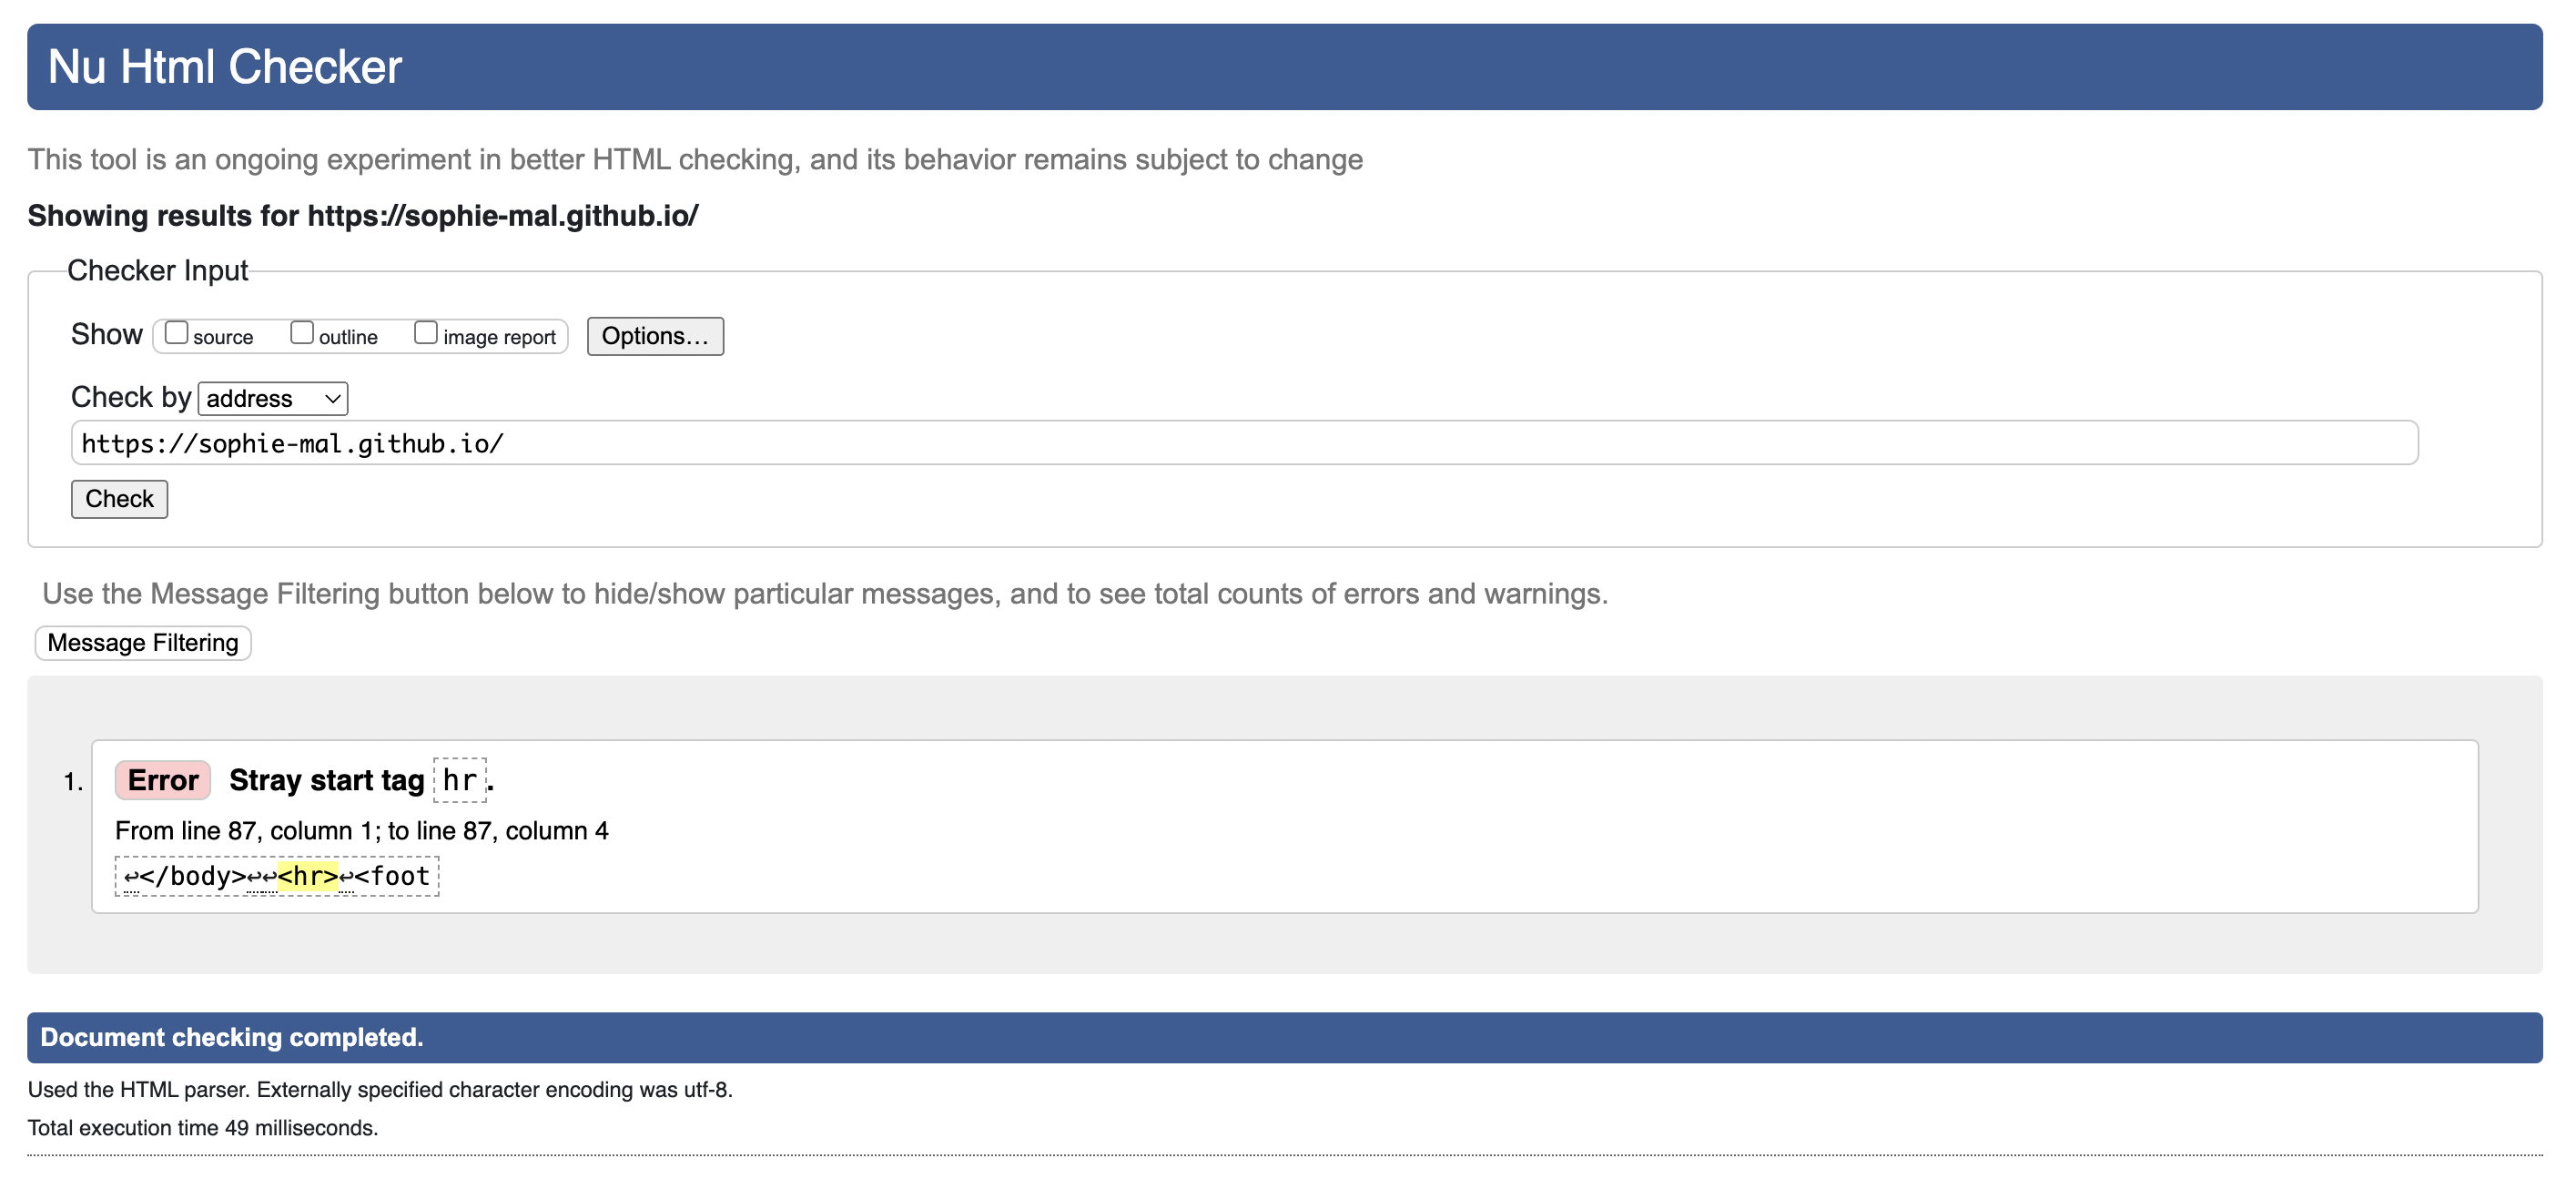 Nu Html Checker
This tool is an ongoing experiment in better HTML checking, and its behavior remains subject to change
Showing results for https://sophie-mal.github.io/
Checker Input
Show source outline image report Options…
Check by address
https://sophie-mal.github.io/
Check
Use the Message Filtering button below to hide/show particular messages, and to see total counts of errors and warnings.
Message Filtering
1. Error Stray start tag hr.
From line 87, column 1; to line 87, column 4
↩</body>↩↩<hr>↩<foot
Document checking completed.
Used the HTML parser. Externally specified character encoding was utf-8.
Total execution time 49 milliseconds.